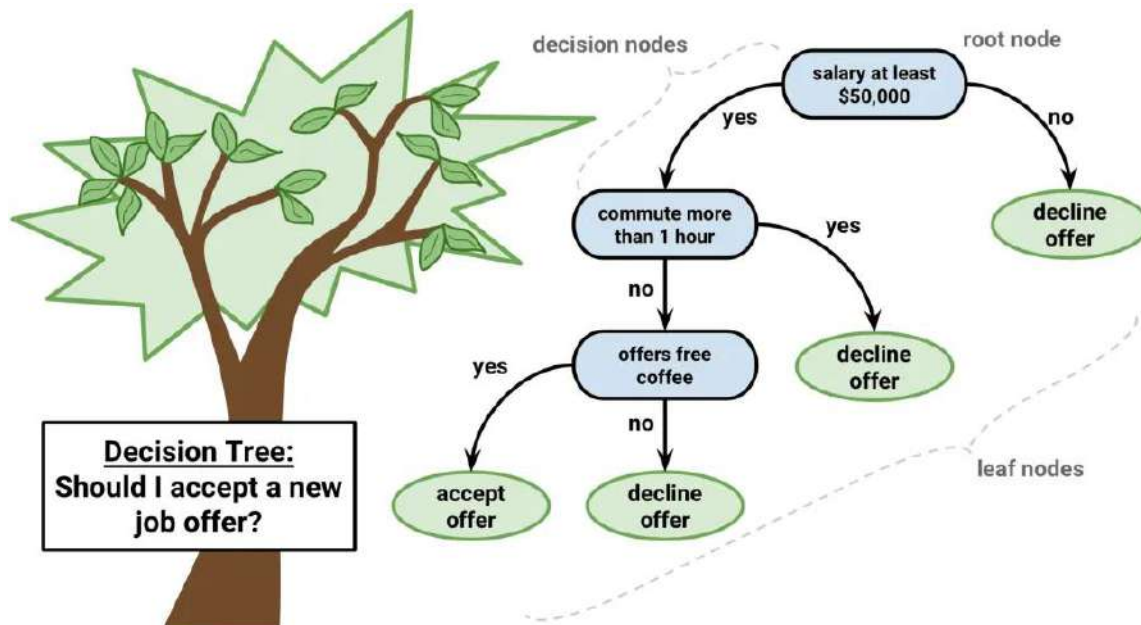 decision nodes
root node
salary at least
$50,000
yes
no
commute more
than 1 hour
yes
decline
offer
no
offers free
coffee
decline
offer
yes
no
Decision Tree:
Should I accept a new
job offer?
accept
offer
decline
offer
leaf nodes